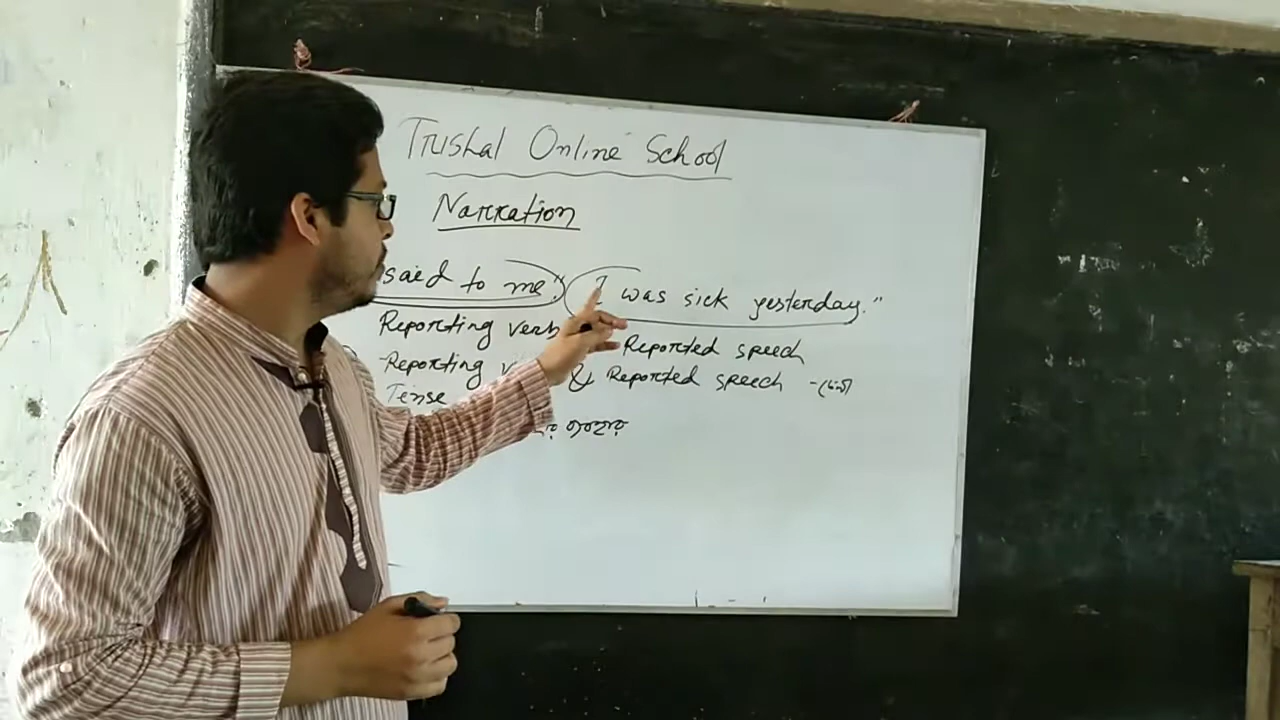 Trishal Online School
Narration
said to me, "I was sick yesterday."
Reporting verb Reported speech
Reporting & Reported speech -
Tense